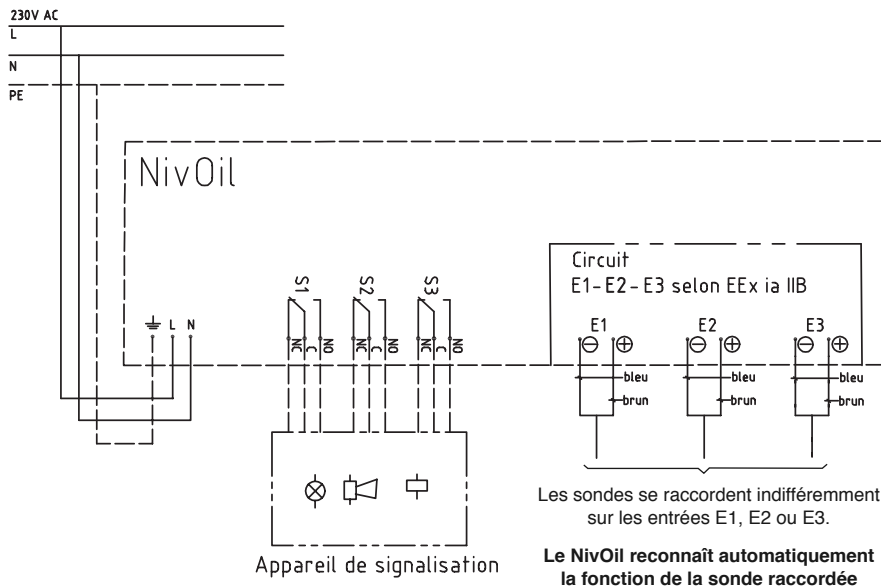 230V AC
L
N
PE
NivOil
Circuit
E1-E2-E3 selon EEx ia IIB
S1 S2 S3
E1 E2 E3
L N
NC C NO NC C NO NC C NO
bleu bleu bleu
brun brun brun
Appareil de signalisation
Les sondes se raccordent indifféremment
sur les entrées E1, E2 ou E3.
Le NivOil reconnaît automatiquement
la fonction de la sonde raccordée